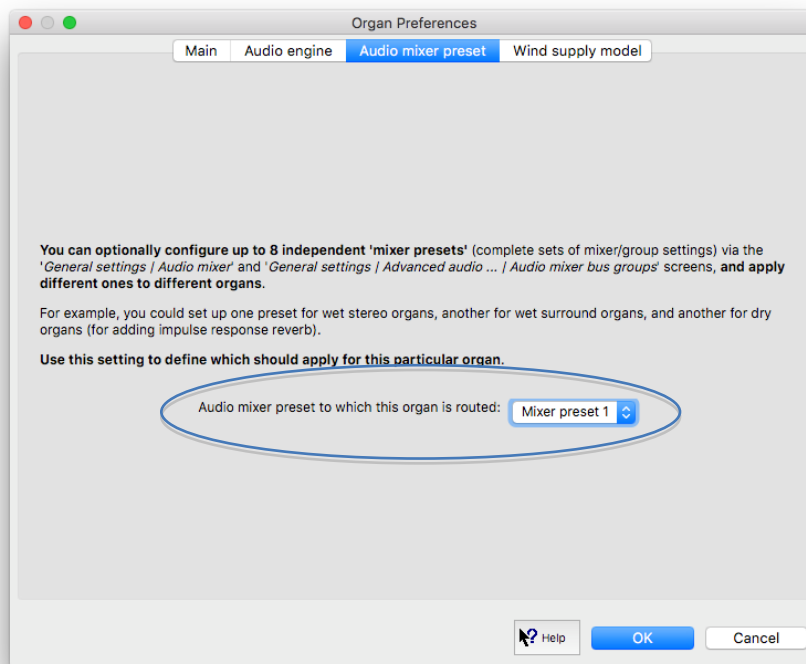 Organ Preferences
Main Audio engine Audio mixer preset Wind supply model
You can optionally configure up to 8 independent 'mixer presets' (complete sets of mixer/group settings) via the
'General settings | Audio mixer' and 'General settings | Advanced audio ... | Audio mixer bus groups' screens, and apply
different ones to different organs.
For example, you could set up one preset for wet stereo organs, another for wet surround organs, and another for dry
organs (for adding impulse response reverb).
Use this setting to define which should apply for this particular organ.
Audio mixer preset to which this organ is routed: Mixer preset 1
? Help OK Cancel